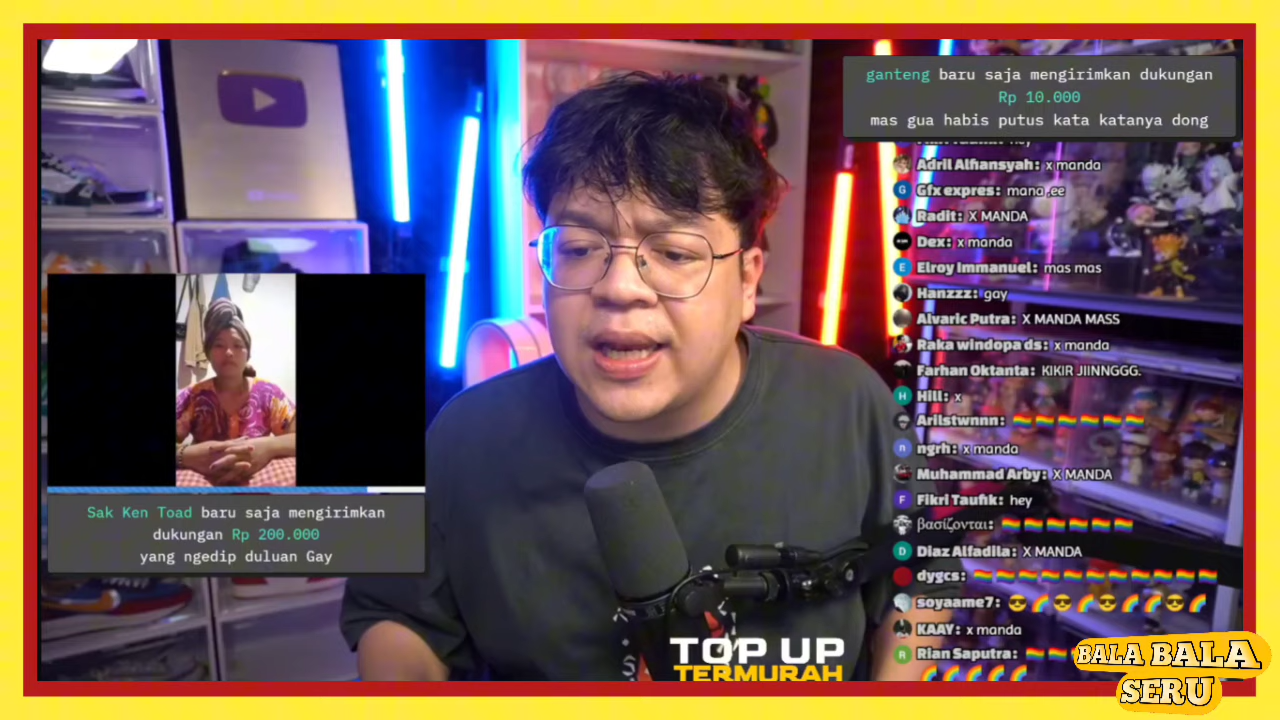 ganteng baru saja mengirimkan dukungan
Rp 10.000
mas gua habis putus kata katanya dong
Adril Alfiansyah: x manda
G Gfx expres: mana ,ee
Radit: X MANDA
Dex: x manda
E Elroy Immanuel: mas mas
Hanzzz: gay
Alvaric Putra: X MANDA MASS
Raka windopa ds: x manda
Farhan Oktanta: KIKIR JIINNGGG.
H Hill: x
Arilstwnnn: 🏳️‍🌈🏳️‍🌈🏳️‍🌈🏳️‍🌈🏳️‍🌈🏳️‍🌈
n ngrh: x manda
Muhammad Arby: X MANDA
F Fikri Taufik: hey
βασίζονται: 🏳️‍🌈🏳️‍🌈🏳️‍🌈🏳️‍🌈🏳️‍🌈🏳️‍🌈
D Diaz Alfadila: X MANDA
dygcs: 🏳️‍🌈🏳️‍🌈🏳️‍🌈🏳️‍🌈🏳️‍🌈🏳️‍🌈🏳️‍🌈🏳️‍🌈🏳️‍🌈🏳️‍🌈🏳️‍🌈
soyaame7: 😎🌈😎🌈😎🌈🌈😎🌈
KAAY: x manda
R Rian Saputra:
Sak Ken Toad baru saja mengirimkan
dukungan Rp 200.000
yang ngedip duluan Gay
TOP UP
TERMURAH
BALA BALA
SERU